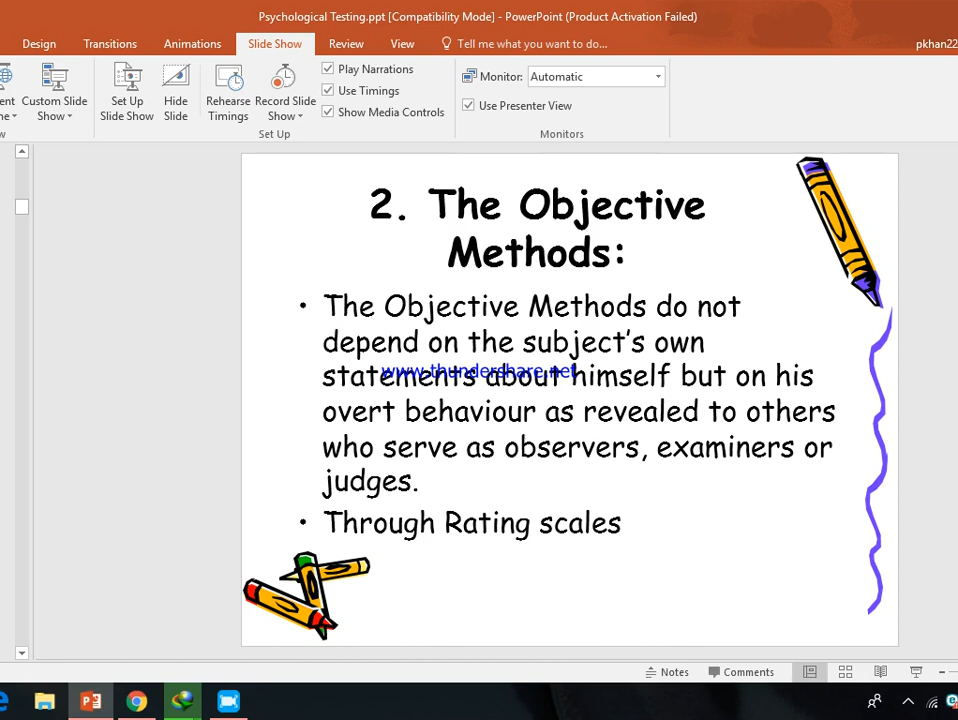 Psychological Testing.ppt [Compatibility Mode] - PowerPoint (Product Activation Failed)
Design Transitions Animations Slide Show Review View Tell me what you want to do... pkhan22
Custom Slide Show
Set Up Slide Show
Hide Slide
Rehearse Timings
Record Slide Show
Play Narrations
Use Timings
Show Media Controls
Set Up
Monitor: Automatic
Use Presenter View
Monitors
2. The Objective
Methods:
• The Objective Methods do not
depend on the subject's own
statements about himself but on his
www.thundershare.net
overt behaviour as revealed to others
who serve as observers, examiners or
judges.
• Through Rating scales
Notes Comments